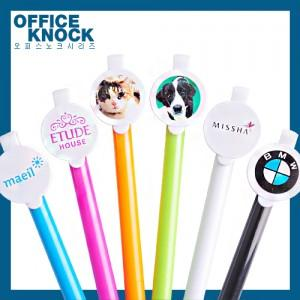 OFFICE
KNOCK
오피스노크시리즈
maeil
ETUDE
HOUSE
MISSHA
BMW